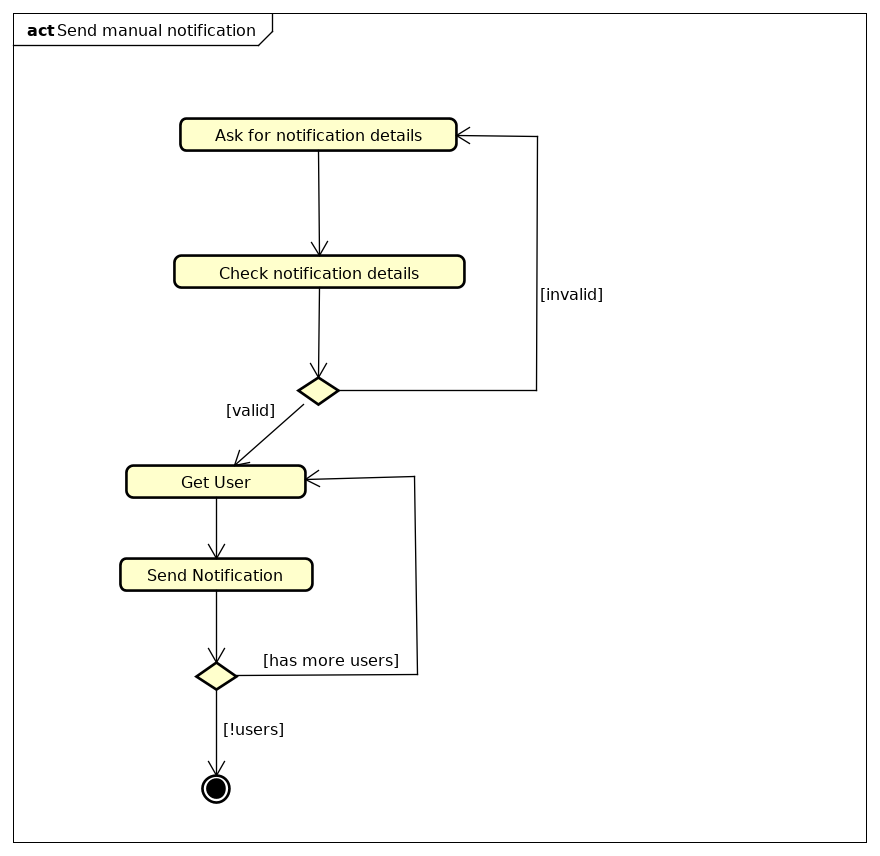 act Send manual notification
Ask for notification details
Check notification details
[invalid]
[valid]
Get User
Send Notification
[has more users]
[!users]